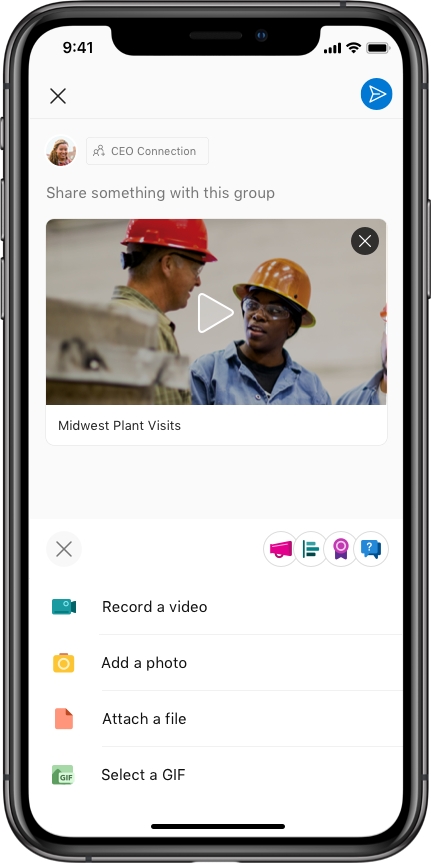 9:41
CEO Connection
Share something with this group
Midwest Plant Visits
?
Record a video
Add a photo
Attach a file
GIF
Select a GIF